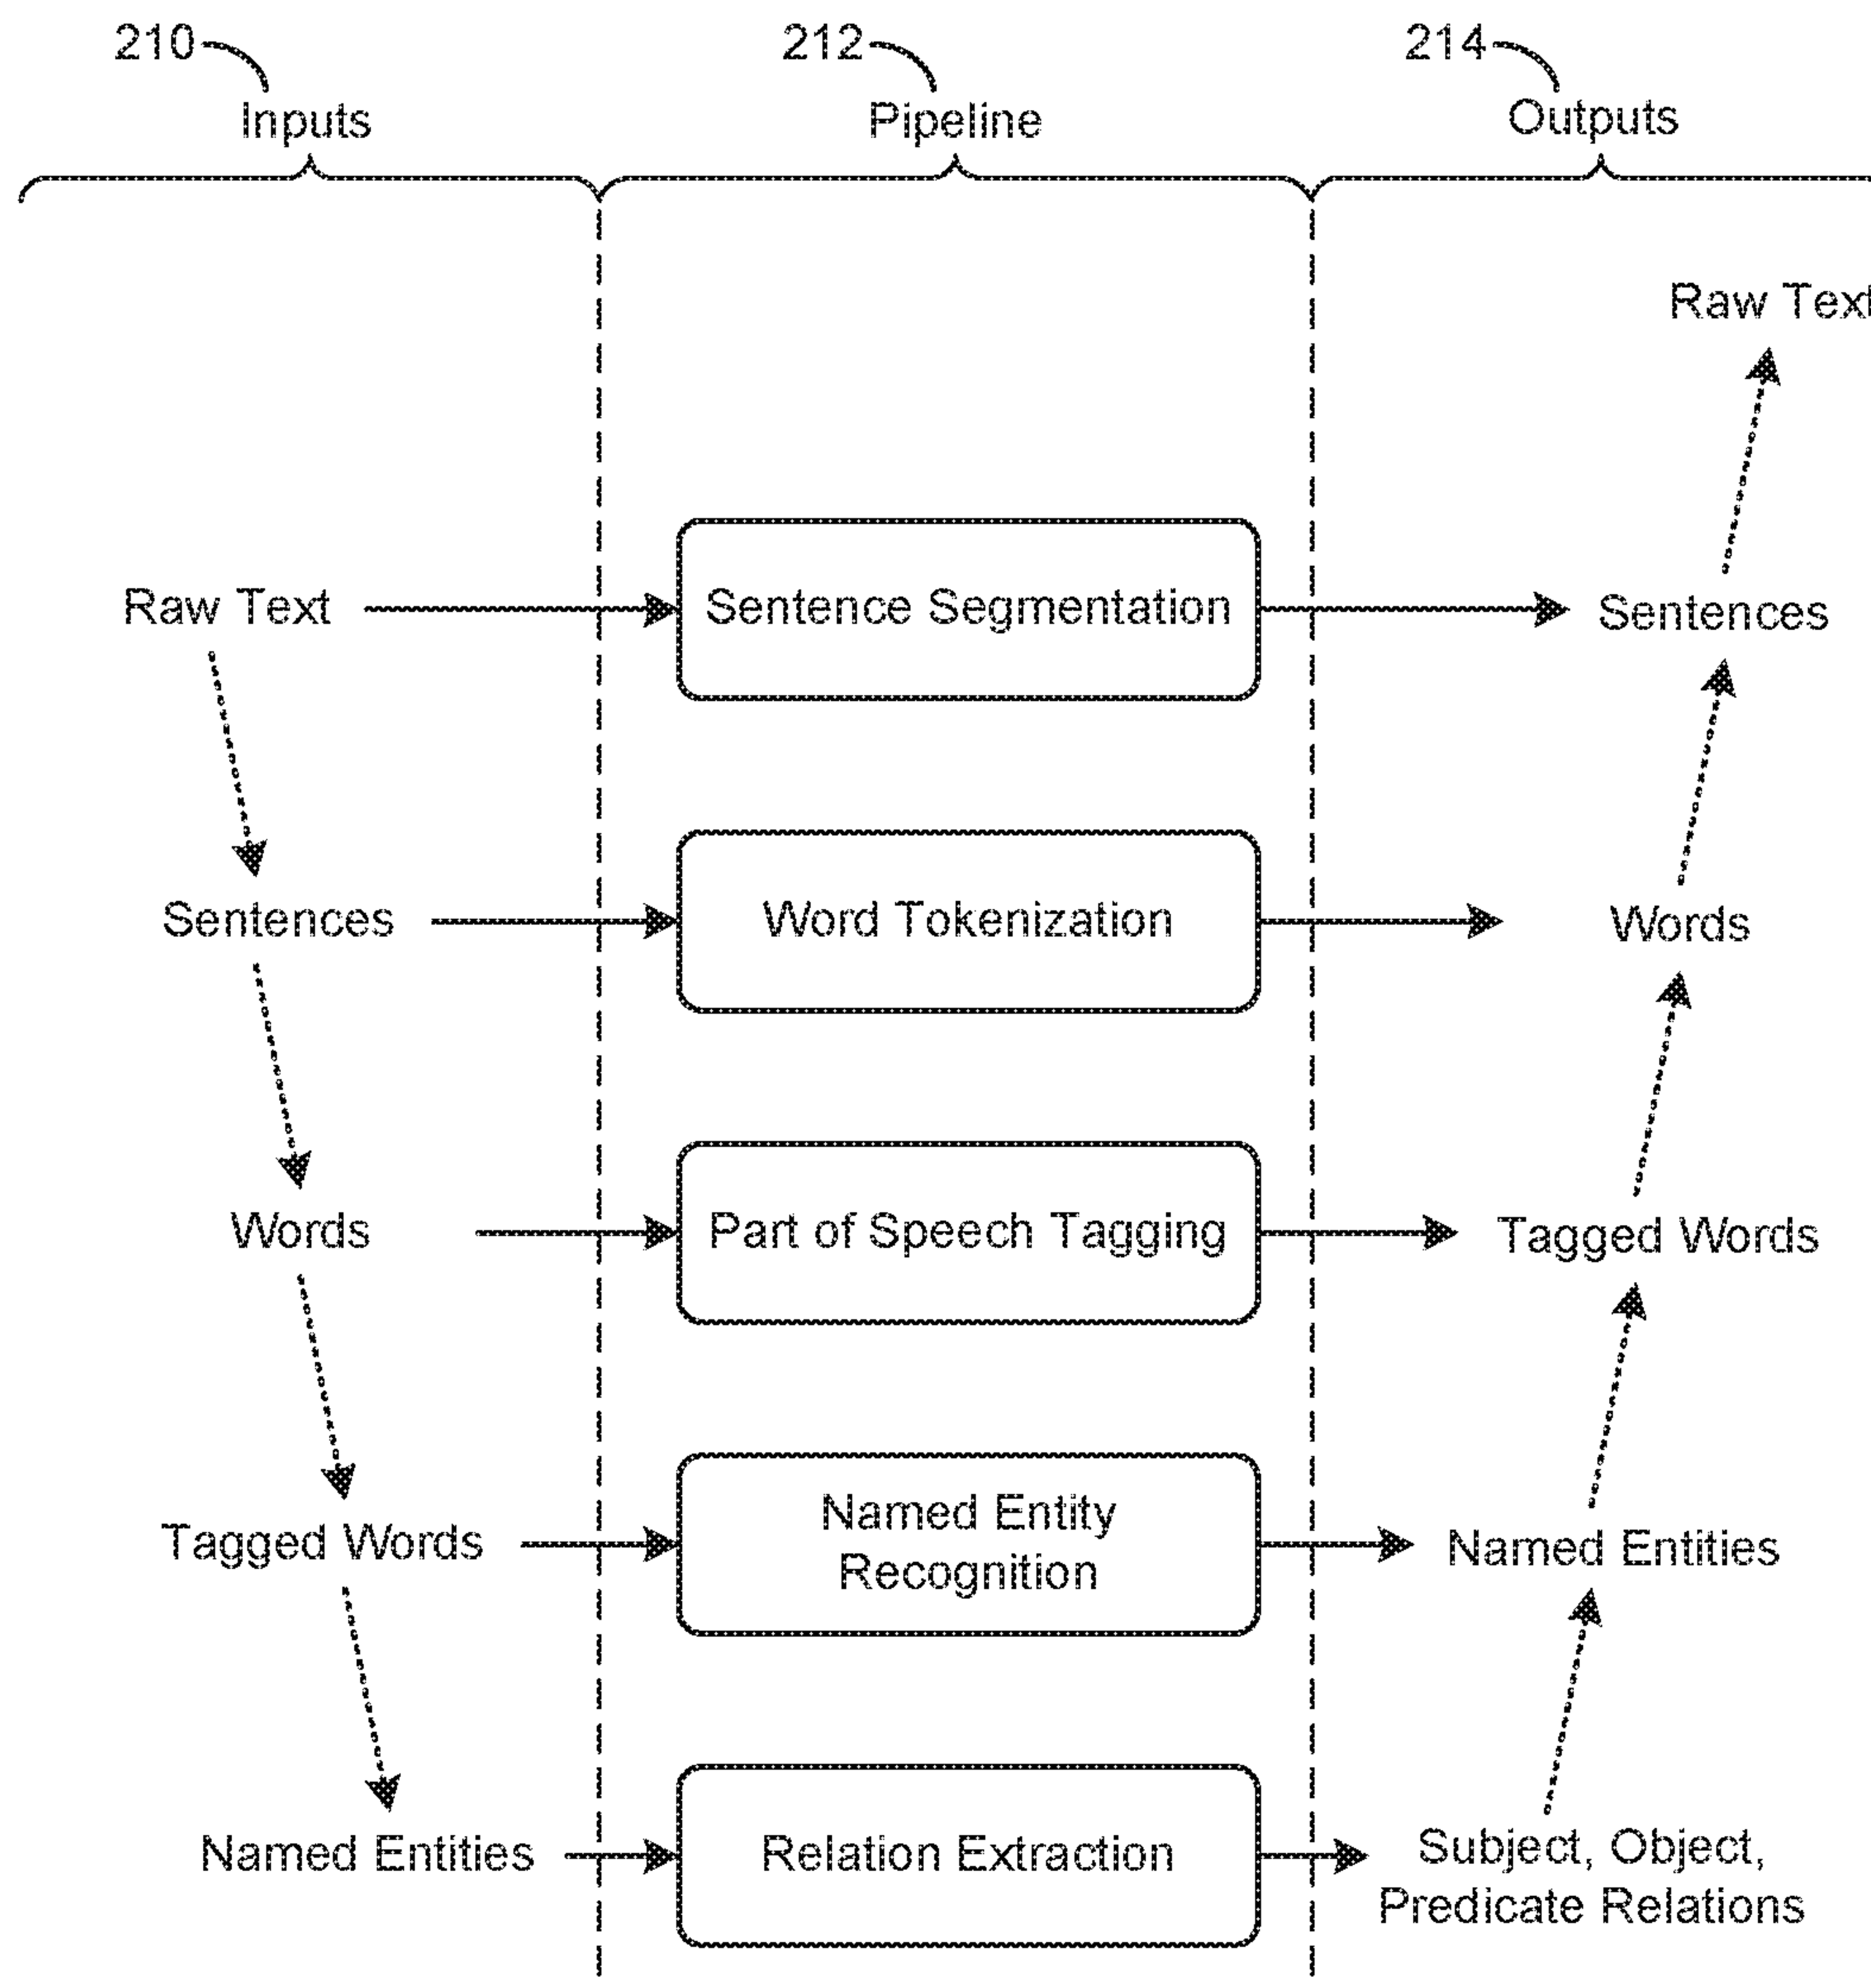 210
212
214
Inputs
Pipeline
Outputs
Raw Text
Raw Text
Sentence Segmentation
Sentences
Sentences
Word Tokenization
Words
Words
Part of Speech Tagging
Tagged Words
Tagged Words
Named Entity
Recognition
Named Entities
Named Entities
Relation Extraction
Subject, Object,
Predicate Relations